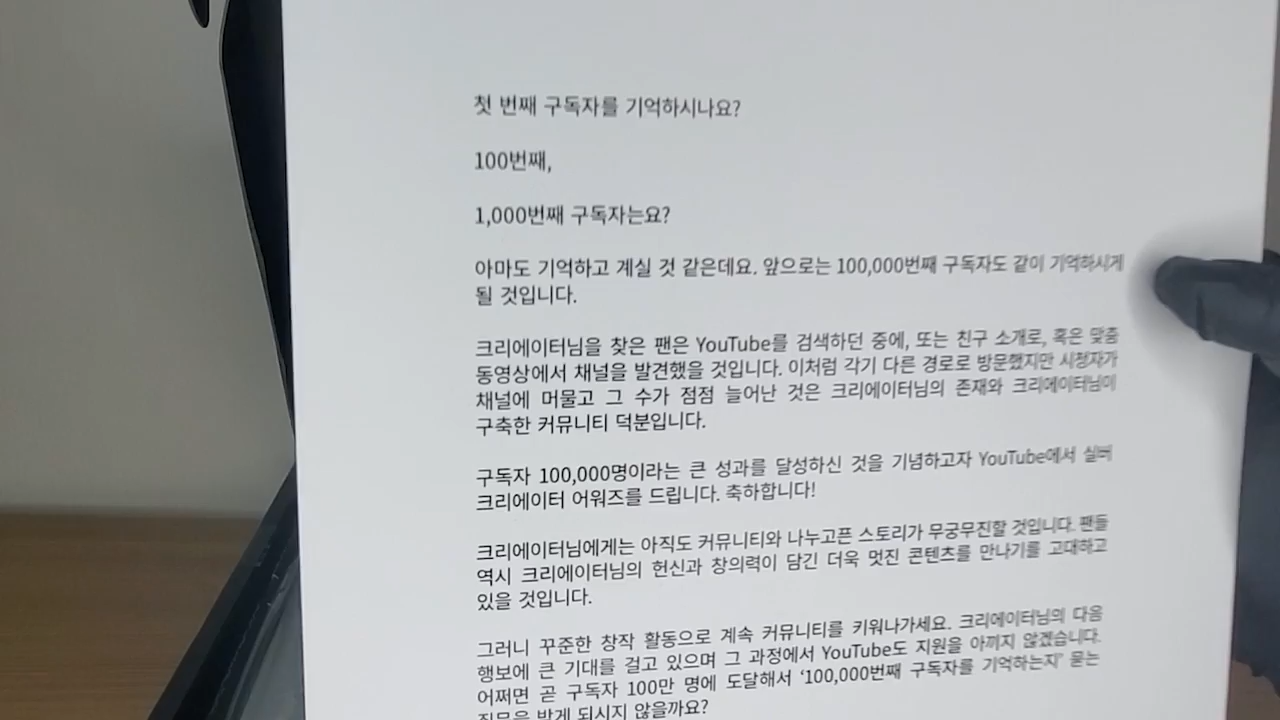 첫 번째 구독자를 기억하시나요?
100번째,
1,000번째 구독자는요?
아마도 기억하고 계실 것 같은데요. 앞으로는 100,000번째 구독자도 같이 기억하시게
될 것입니다.
크리에이터님을 찾은 팬은 YouTube를 검색하던 중에, 또는 친구 소개로, 혹은 맞춤
동영상에서 채널을 발견했을 것입니다. 이처럼 각기 다른 경로로 방문했지만 시청자가
채널에 머물고 그 수가 점점 늘어난 것은 크리에이터님의 존재와 크리에이터님이
구축한 커뮤니티 덕분입니다.
구독자 100,000명이라는 큰 성과를 달성하신 것을 기념하고자 YouTube에서 실버
크리에이터 어워즈를 드립니다. 축하합니다!
크리에이터님에게는 아직도 커뮤니티와 나누고픈 스토리가 무궁무진할 것입니다. 팬들
역시 크리에이터님의 헌신과 창의력이 담긴 더욱 멋진 콘텐츠를 만나기를 고대하고
있을 것입니다.
그러니 꾸준한 창작 활동으로 계속 커뮤니티를 키워나가세요. 크리에이터님의 다음
행보에 큰 기대를 걸고 있으며 그 과정에서 YouTube도 지원을 아끼지 않겠습니다.
어쩌면 곧 구독자 100만 명에 도달해서 '100,000번째 구독자를 기억하는지' 묻는
질문을 받게 되시지 않을까요?